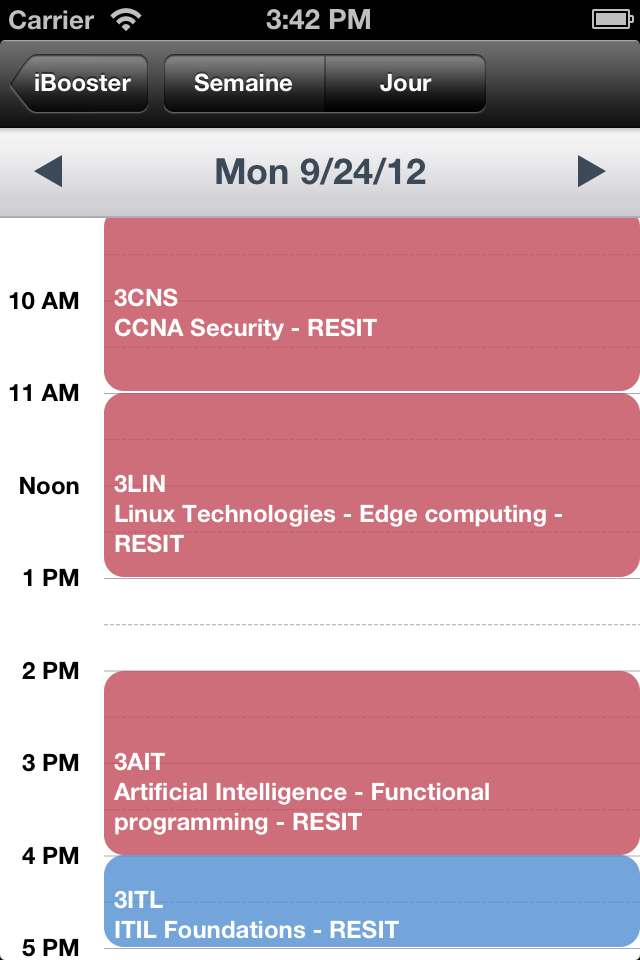 Carrier 3:42 PM
iBooster Semaine Jour
Mon 9/24/12
10 AM
3CNS
CCNA Security - RESIT
11 AM
Noon
3LIN
Linux Technologies - Edge computing -
RESIT
1 PM
2 PM
3 PM
3AIT
Artificial Intelligence - Functional
programming - RESIT
4 PM
3ITL
ITIL Foundations - RESIT
5 PM